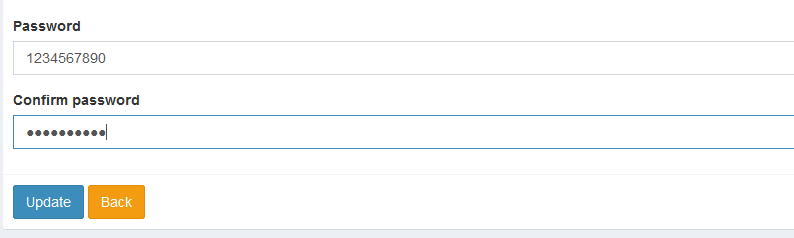 Password
1234567890
Confirm password
●●●●●●●●●●
Update Back